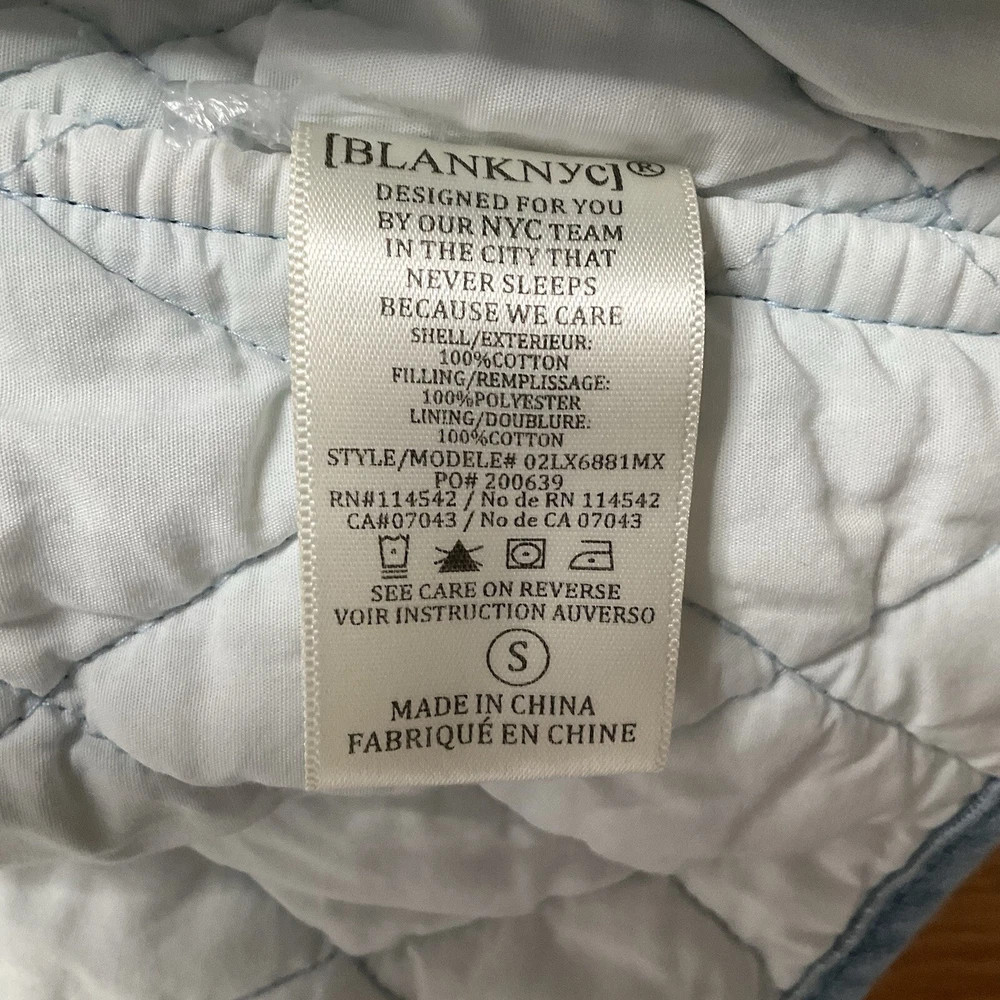 [BLANKNYC]®
DESIGNED FOR YOU
BY OUR NYC TEAM
IN THE CITY THAT
NEVER SLEEPS
BECAUSE WE CARE
SHELL/EXTERIEUR:
100%COTTON
FILLING/REMPLISSAGE:
100%POLYESTER
LINING/DOUBLURE:
100%COTTON
STYLE/MODELE# 02LX6881MX
PO# 200639
RN#114542 / No de RN 114542
CA#07043 / No de CA 07043
SEE CARE ON REVERSE
VOIR INSTRUCTION AUVERSO
S
MADE IN CHINA
FABRIQUÉ EN CHINE